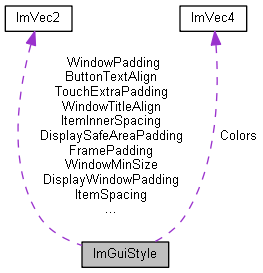 ImVec2
ImVec4
WindowPadding
ButtonTextAlign
TouchExtraPadding
WindowTitleAlign
ItemInnerSpacing
DisplaySafeAreaPadding
FramePadding
WindowMinSize
DisplayWindowPadding
ItemSpacing
...
Colors
ImGuiStyle